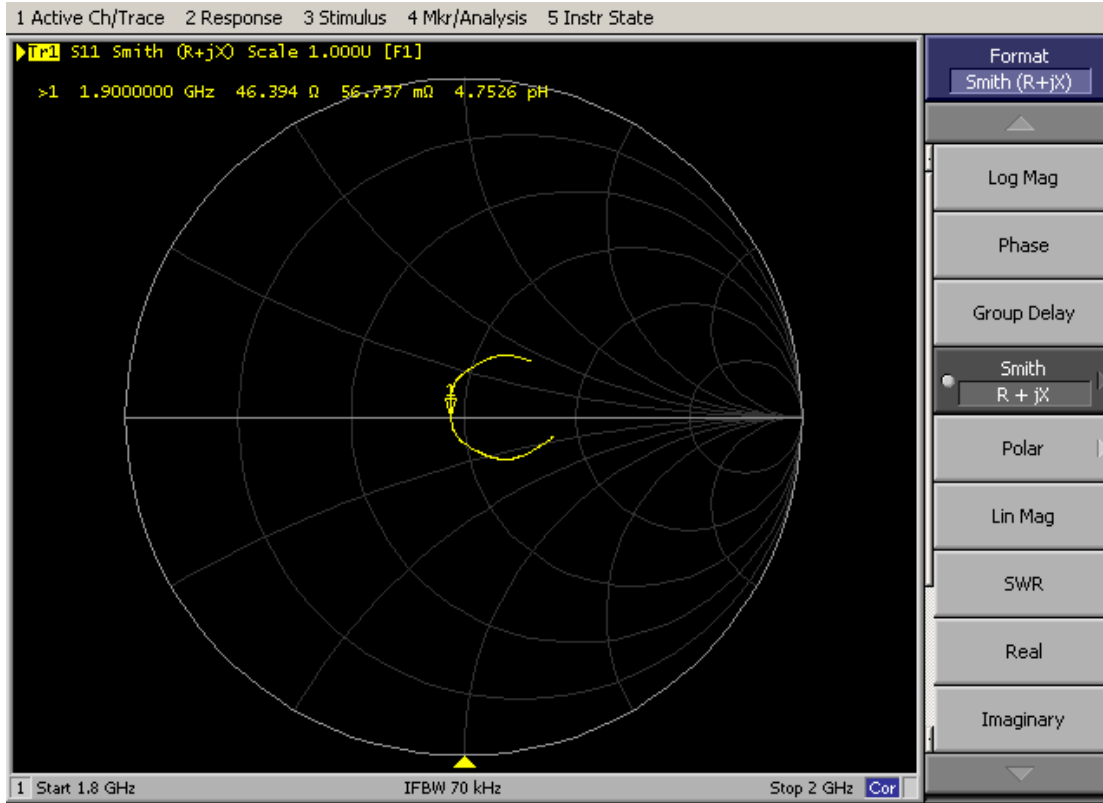 1 Active Ch/Trace 2 Response 3 Stimulus 4 Mkr/Analysis 5 Instr State
Tr1 S11 Smith (R+jX) Scale 1.000U [F1]
>1 1.9000000 GHz 46.394 Ω 56.737 mΩ 4.7526 pH
Format
Smith (R+jX)
Log Mag
Phase
Group Delay
Smith
R + jX
Polar
Lin Mag
SWR
Real
Imaginary
1 Start 1.8 GHz IFBW 70 kHz Stop 2 GHz Cor